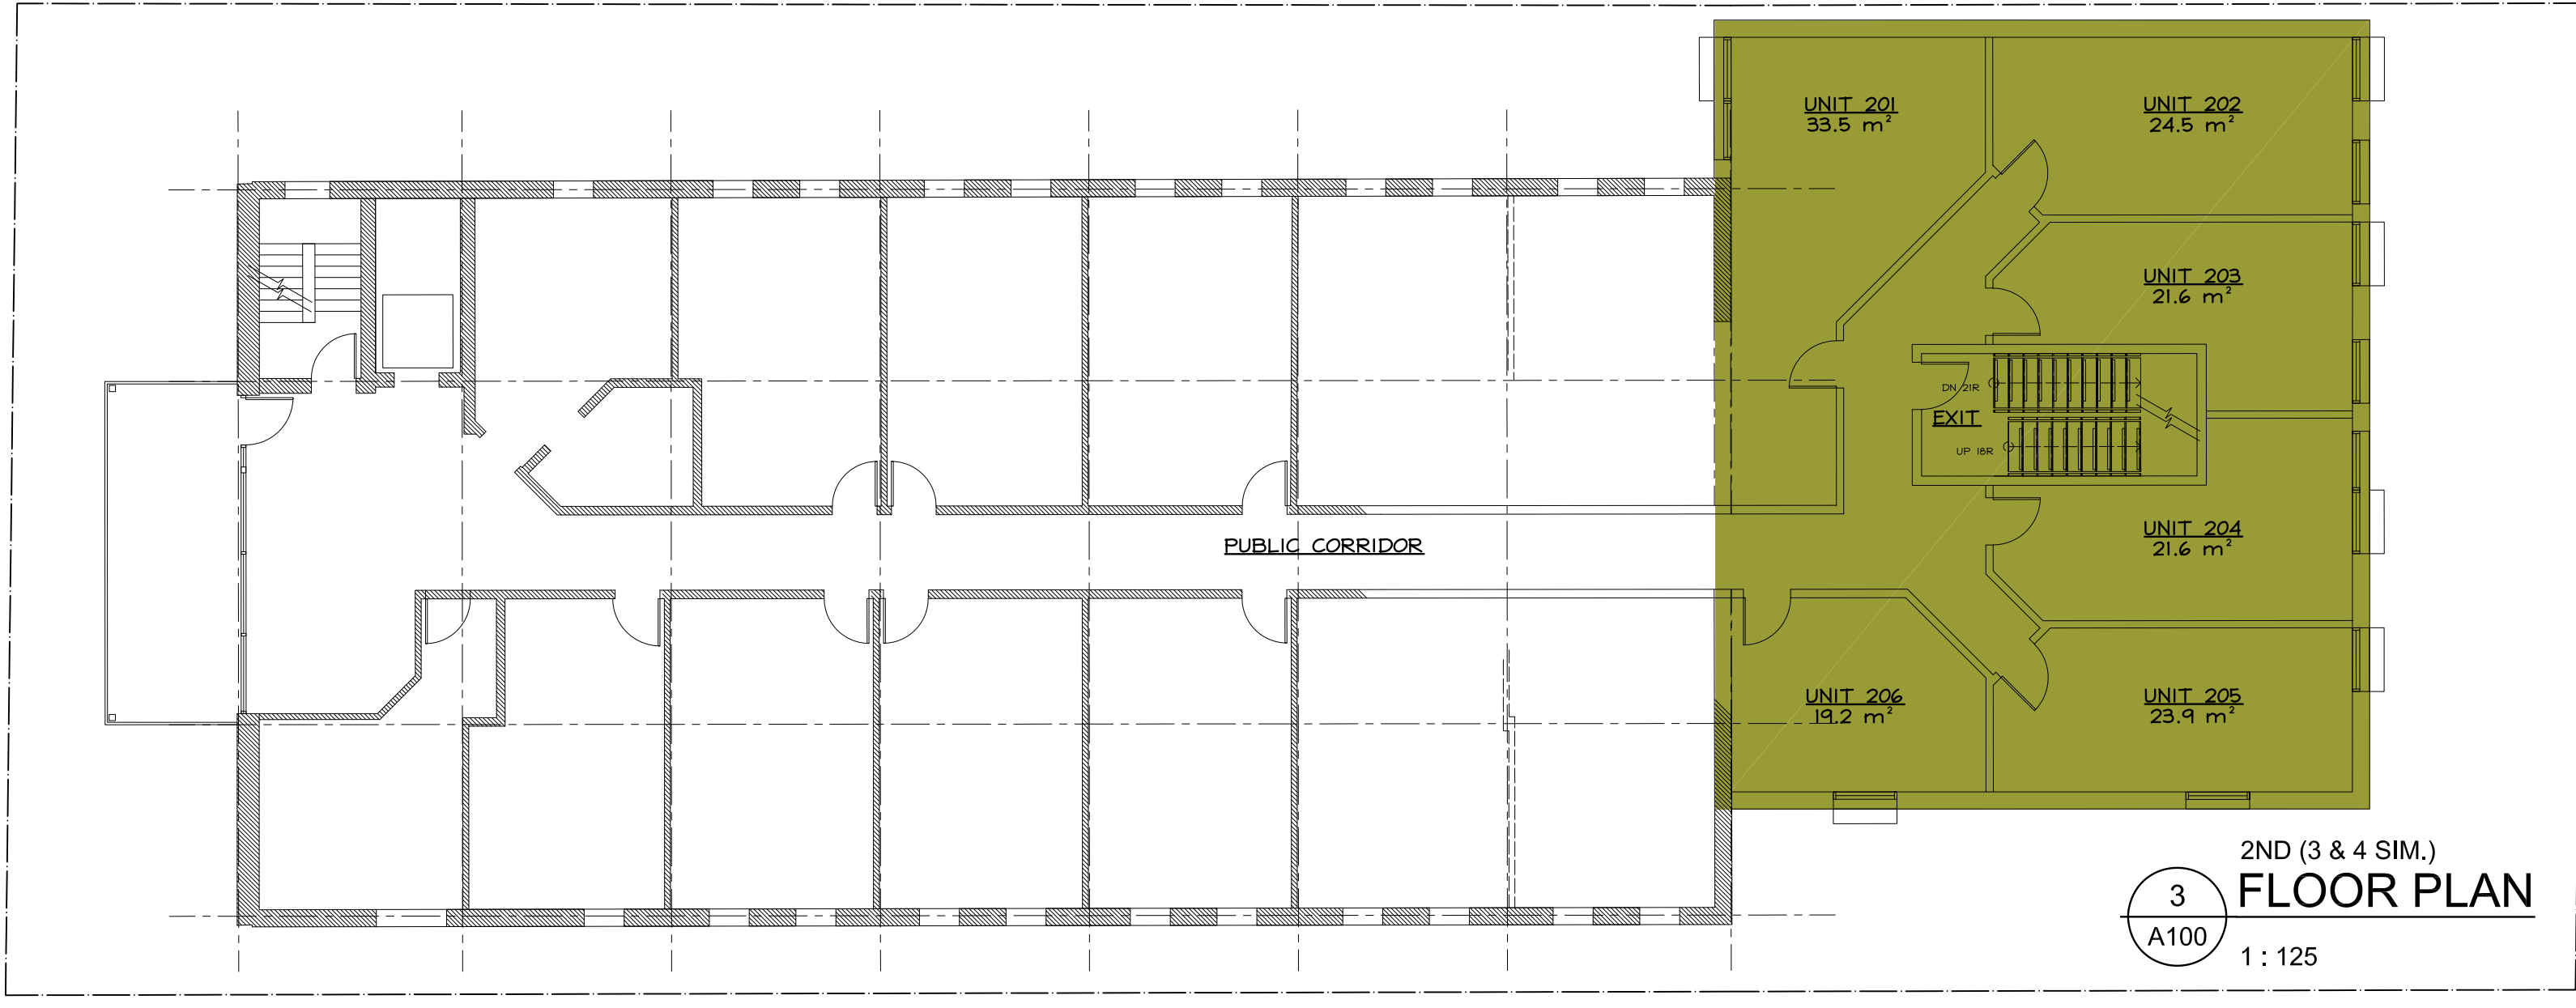 UNIT 201
33.5 m²
UNIT 202
24.5 m²
UNIT 203
21.6 m²
DN 21R
EXIT
UP 18R
PUBLIC CORRIDOR
UNIT 204
21.6 m²
UNIT 206
19.2 m²
UNIT 205
23.9 m²
2ND (3 & 4 SIM.)
3
FLOOR PLAN
A100
1 : 125